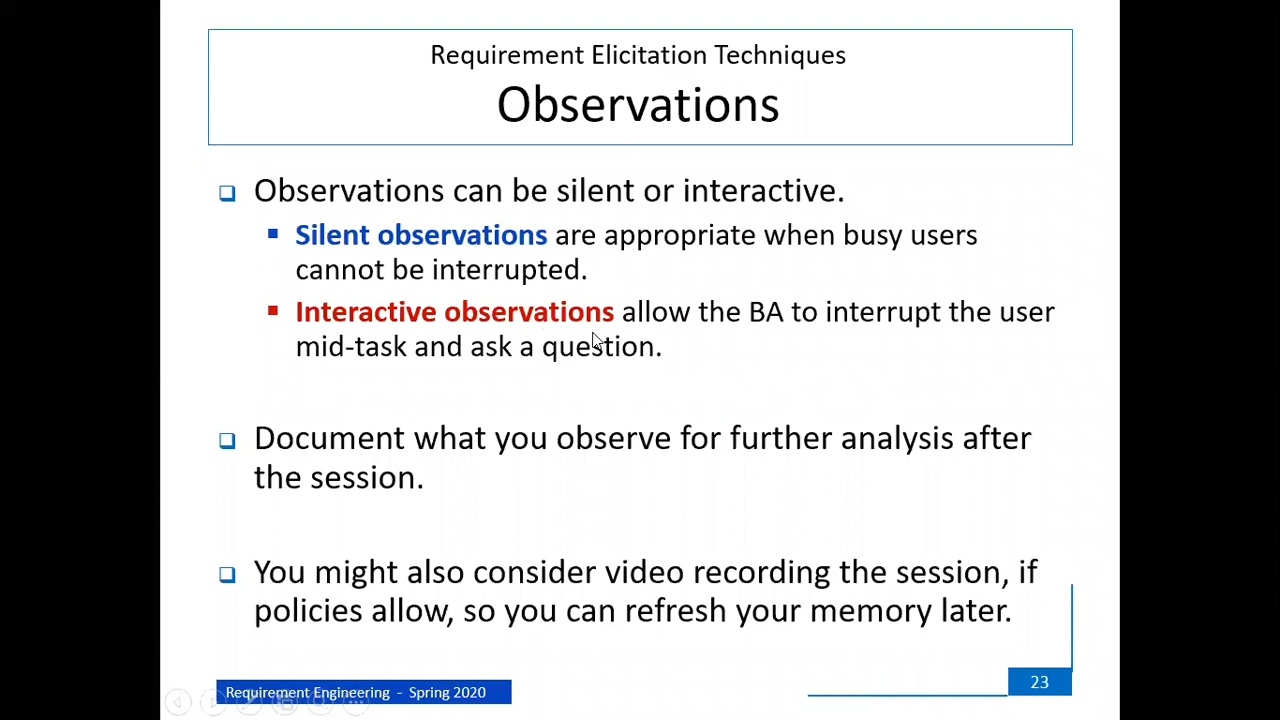 Requirement Elicitation Techniques
Observations
Observations can be silent or interactive.
Silent observations are appropriate when busy users
cannot be interrupted.
Interactive observations allow the BA to interrupt the user
mid-task and ask a question.
Document what you observe for further analysis after
the session.
You might also consider video recording the session, if
policies allow, so you can refresh your memory later.
Requirement Engineering - Spring 2020
23